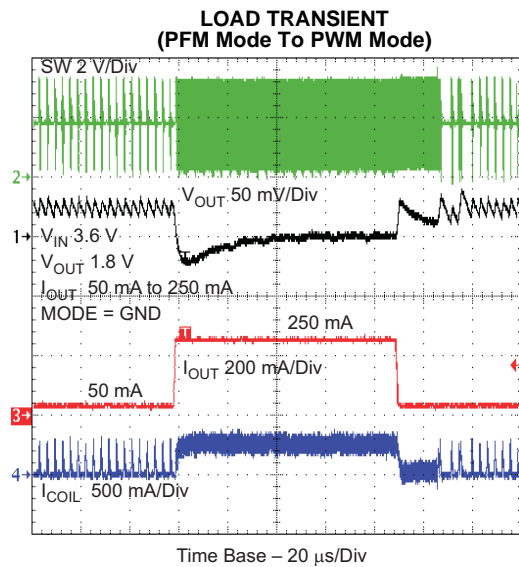 LOAD TRANSIENT
(PFM Mode To PWM Mode)
SW 2 V/Div
2
VOUT 50 mV/Div
1
VIN 3.6 V
VOUT 1.8 V
IOUT 50 mA to 250 mA
MODE = GND
T
T
250 mA
IOUT 200 mA/Div
50 mA
3
4
ICOIL 500 mA/Div
Time Base – 20 μs/Div